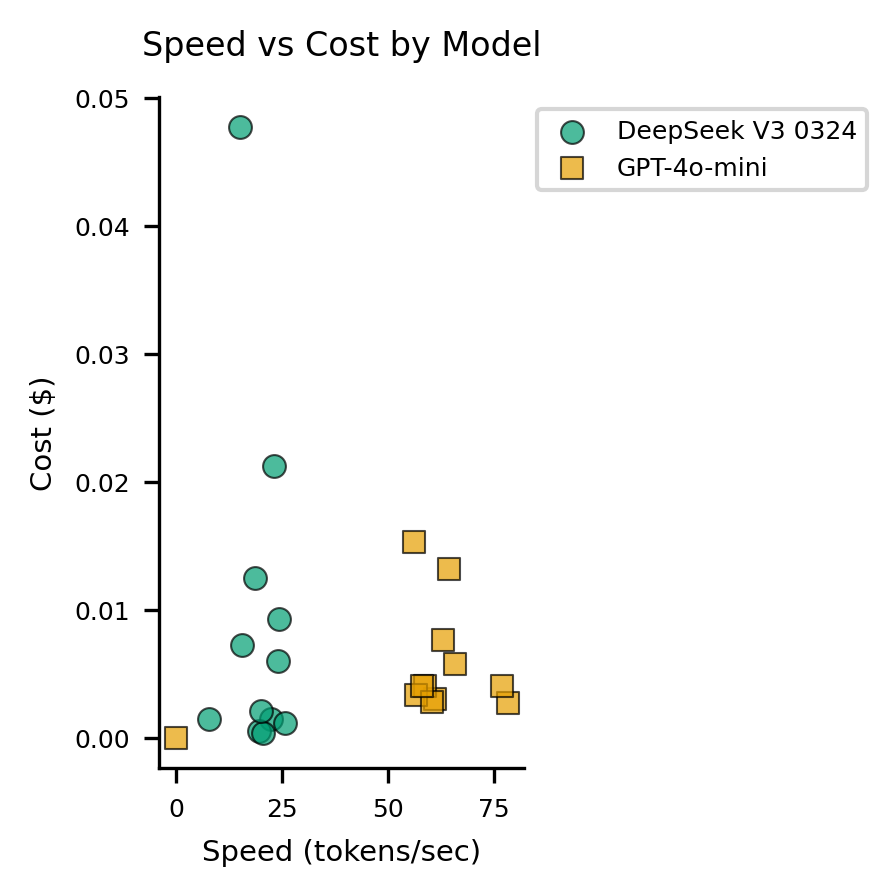 Speed vs Cost by Model
DeepSeek V3 0324
GPT-4o-mini
Cost ($)
0.05
0.04
0.03
0.02
0.01
0.00
0 25 50 75
Speed (tokens/sec)